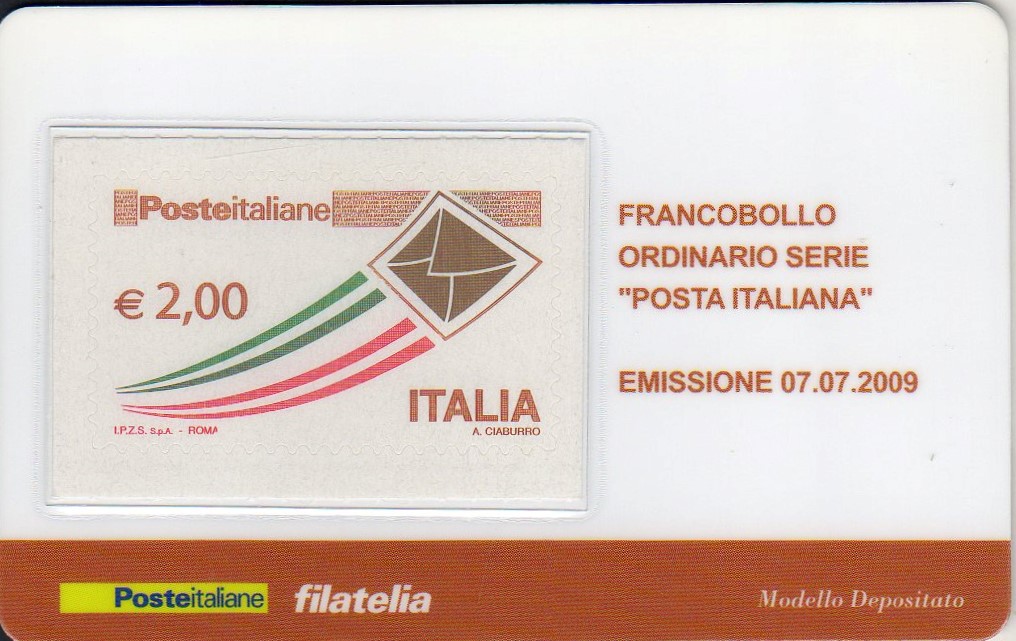 Posteitaliane
€ 2,00
ITALIA
I.P.Z.S. S.p.A. - ROMA
A. CIABURRO
FRANCOBOLLO
ORDINARIO SERIE
"POSTA ITALIANA"
EMISSIONE 07.07.2009
Posteitaliane filatelia
Modello Depositato